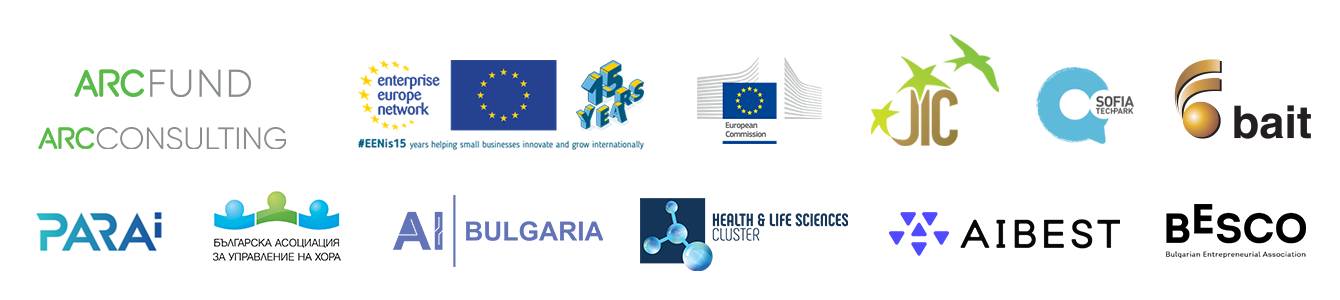 ARCFUND
ARCCONSULTING
enterprise
europe
network
15
YEARS
#EENis15 years helping small businesses innovate and grow internationally
European
Commission
JIC
SOFIA
TECHPARK
bait
PARAi
БЪЛГАРСКА АСОЦИАЦИЯ
ЗА УПРАВЛЕНИЕ НА ХОРА
AI BULGARIA
HEALTH & LIFE SCIENCES
CLUSTER
AIBEST
BESCO
Bulgarian Entrepreneurial Association